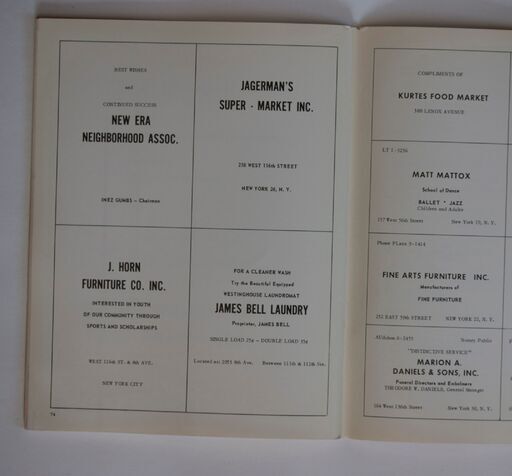 BEST WISHES
and
CONTINUED SUCCESS
NEW ERA
NEIGHBORHOOD ASSOC.
INEZ GUMBS - Chairman
JAGERMAN'S
SUPER - MARKET INC.
238 WEST 116th STREET
NEW YORK 26, N. Y.
J. HORN
FURNITURE CO. INC.
INTERESTED IN YOUTH
OF OUR COMMUNITY THROUGH
SPORTS AND SCHOLARSHIPS
WEST 116th ST. & 8th AVE.
NEW YORK CITY
FOR A CLEANER WASH
Try the Beautiful Equipped
WESTINGHOUSE LAUNDROMAT
JAMES BELL LAUNDRY
Proprietor, JAMES BELL
SINGLE LOAD 25¢ - DOUBLE LOAD 35¢
Located at: 2051 8th Ave. Between 111th & 112th Sts.
74
COMPLIMENTS OF
KURTES FOOD MARKET
LENOX AVENUE
LT 1-9256
MATT MATTOX
School of Dance
BALLET * JAZZ
Children and Adults
157 West 56th Street New York 19, N. Y.
Phone Plaza 9-1414
FINE ARTS FURNITURE INC.
Manufacturers of
FINE FURNITURE
232 EAST 59th STREET NEW YORK 22, N. Y.
AUdubon 6-3455 Notary Public
"DISTINCTIVE SERVICE"
MARION A.
DANIELS & SONS, INC.
Funeral Directors and Embalmers
THEODORE W. DANIELS, General Manager
164 West 136th Street New York 30, N. Y.